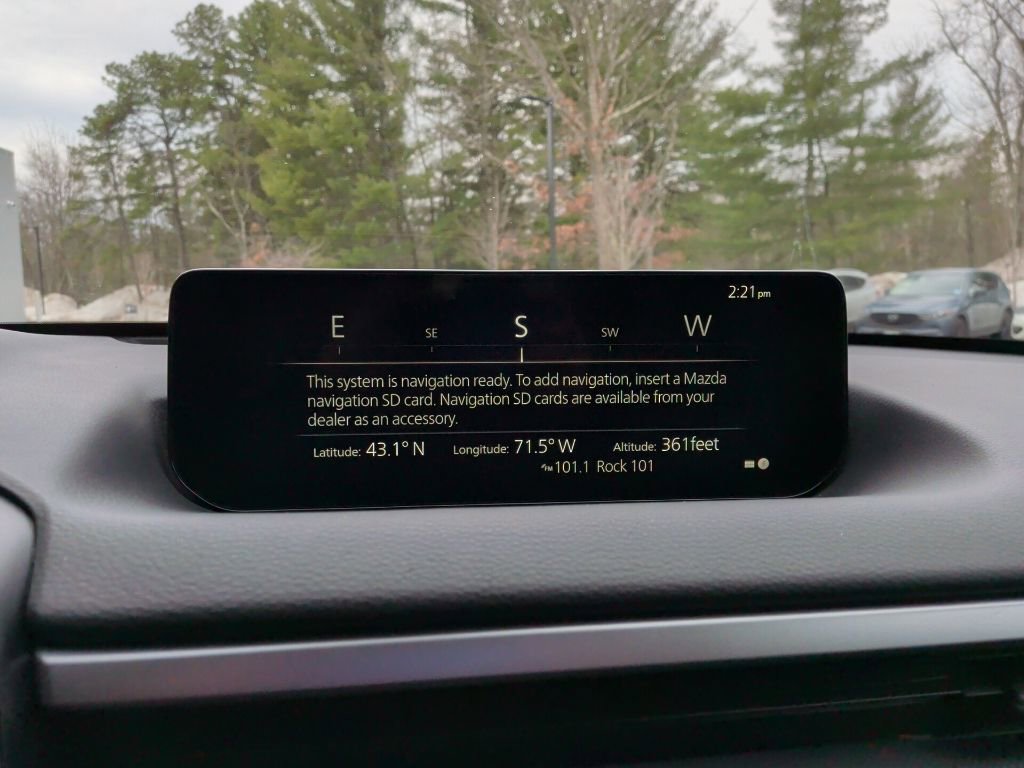 2:21pm
E SE S SW W
This system is navigation ready. To add navigation, insert a Mazda
navigation SD card. Navigation SD cards are available from your
dealer as an accessory.
Latitude: 43.1° N Longitude: 71.5° W Altitude: 361feet
FM 101.1 Rock 101